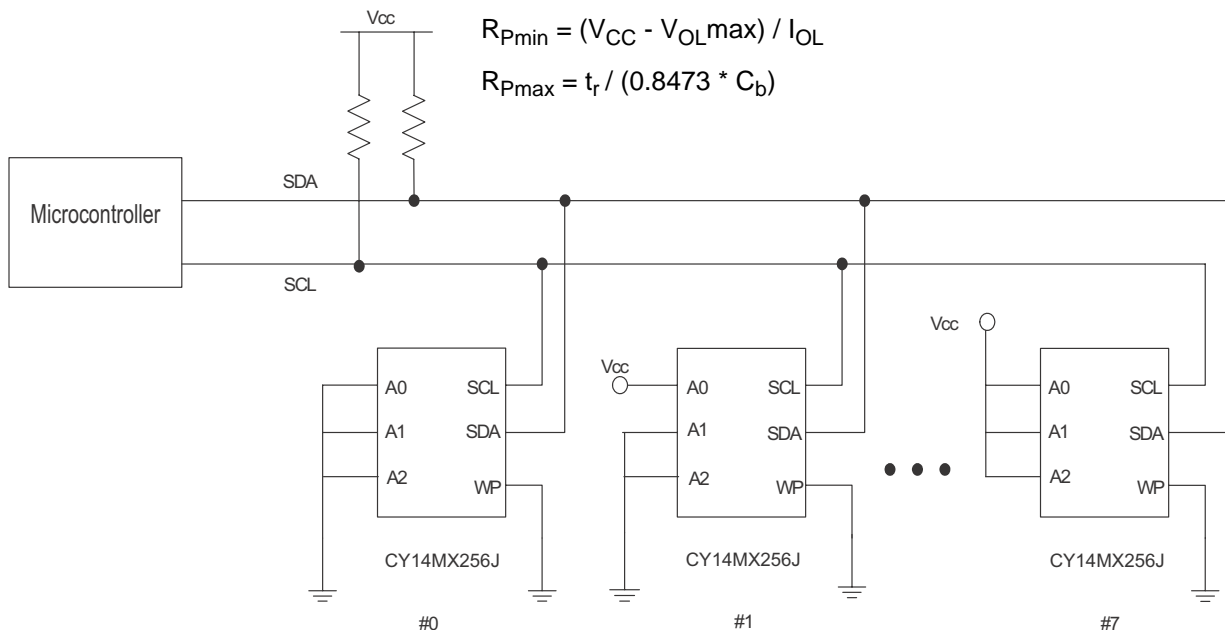 Vcc
R_Pmin = (V_CC - V_OLmax) / I_OL
R_Pmax = t_r / (0.8473 * C_b)
SDA
Microcontroller
SCL
Vcc
Vcc
A0 SCL
A1 SDA
A2 WP
A0 SCL
A1 SDA
A2 WP
A0 SCL
A1 SDA
A2 WP
CY14MX256J
CY14MX256J
CY14MX256J
#0
#1
#7